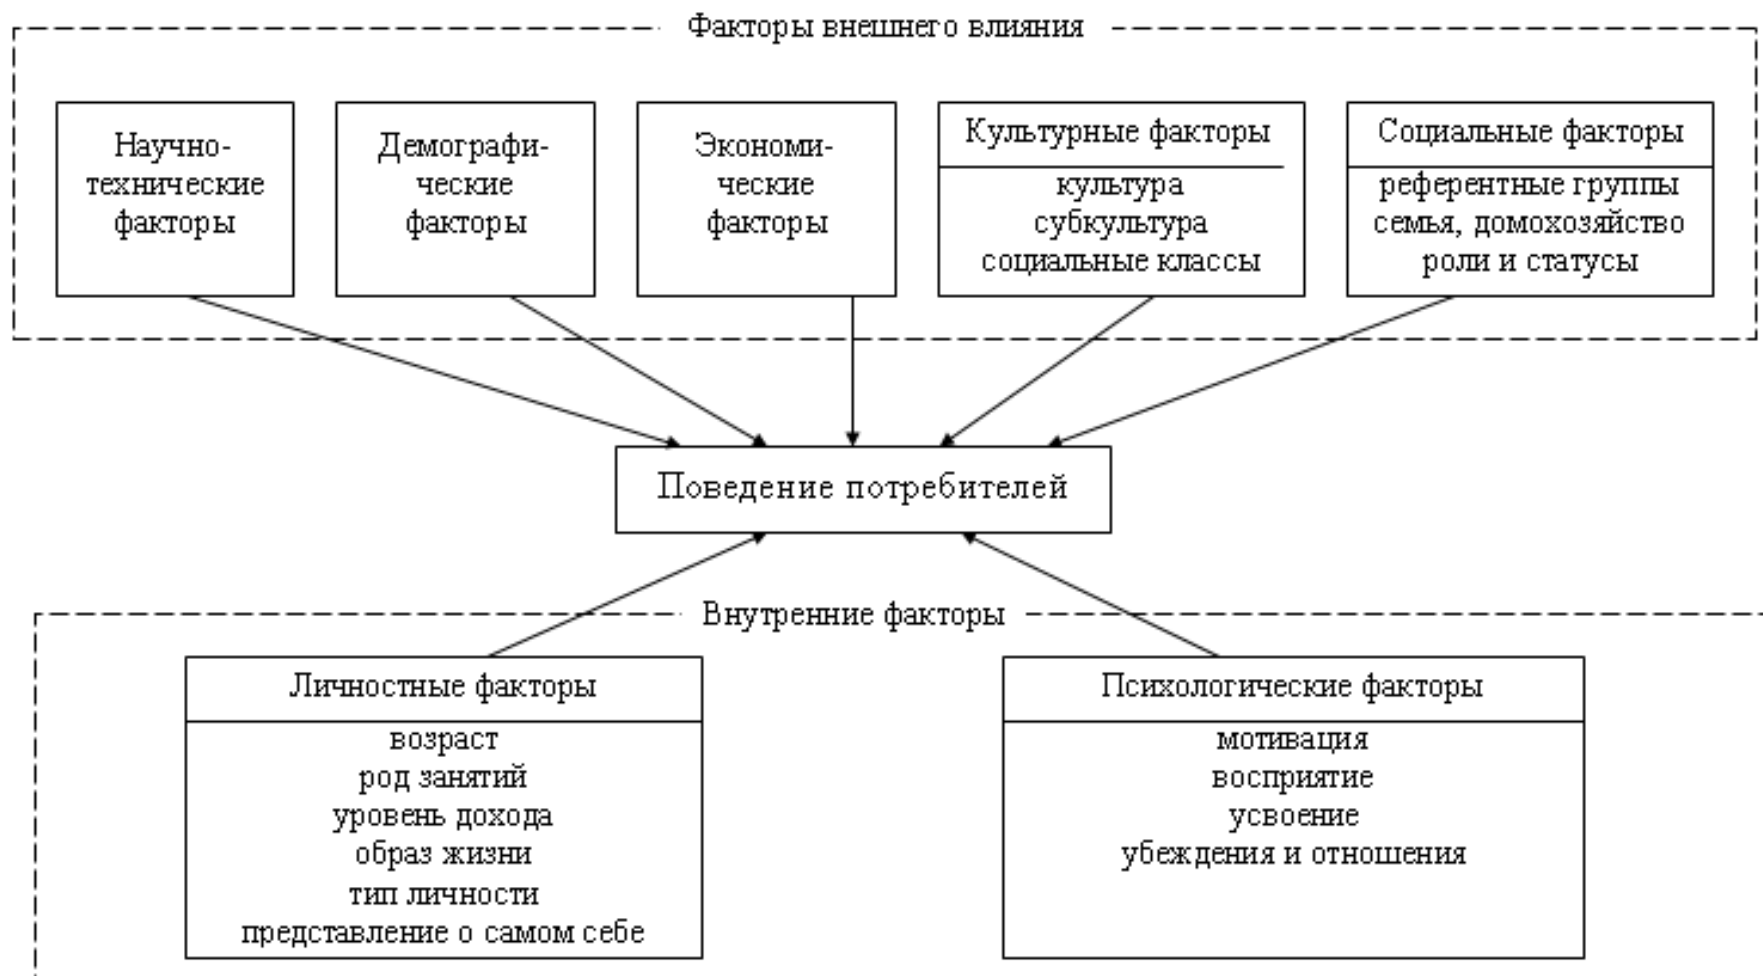 Факторы внешнего влияния
Научно-
технические
факторы
Демографи-
ческие
факторы
Экономи-
ческие
факторы
Культурные факторы
культура
субкультура
социальные классы
Социальные факторы
референтные группы
семья, домохозяйство
роли и статусы
Поведение потребителей
Внутренние факторы
Личностные факторы
возраст
род занятий
уровень дохода
образ жизни
тип личности
представление о самом себе
Психологические факторы
мотивация
восприятие
усвоение
убеждения и отношения